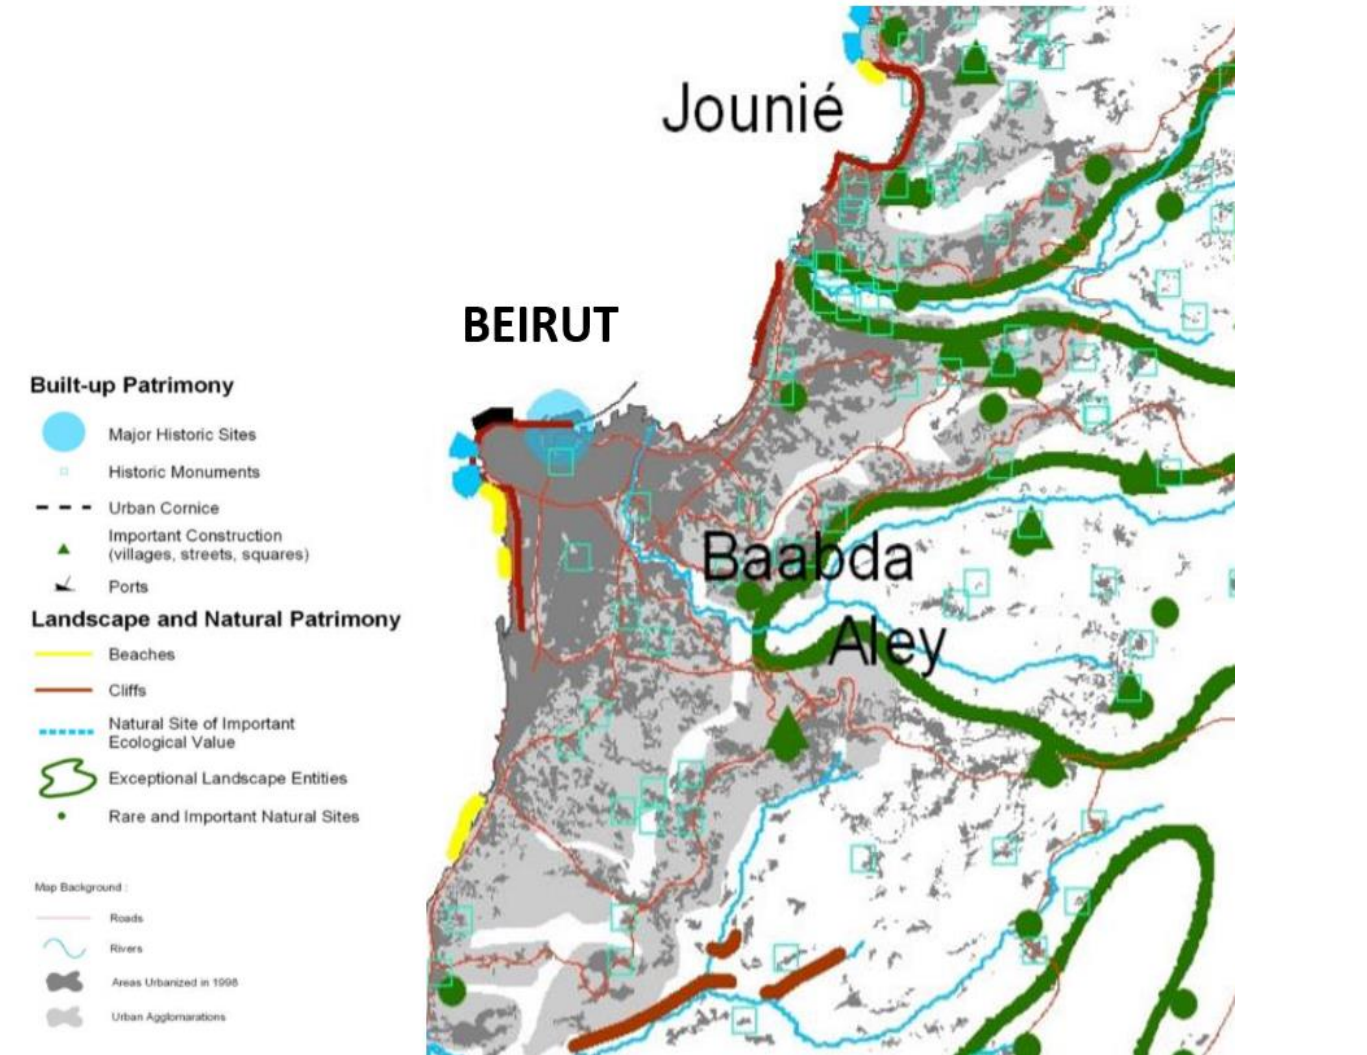 Jounié
BEIRUT
Baabda
Aley
Built-up Patrimony
Major Historic Sites
Historic Monuments
Urban Cornice
Important Construction
(villages, streets, squares)
Ports
Landscape and Natural Patrimony
Beaches
Cliffs
Natural Site of Important
Ecological Value
Exceptional Landscape Entities
Rare and Important Natural Sites
Map Background :
Roads
Rivers
Areas Urbanized in 1998
Urban Agglomarations